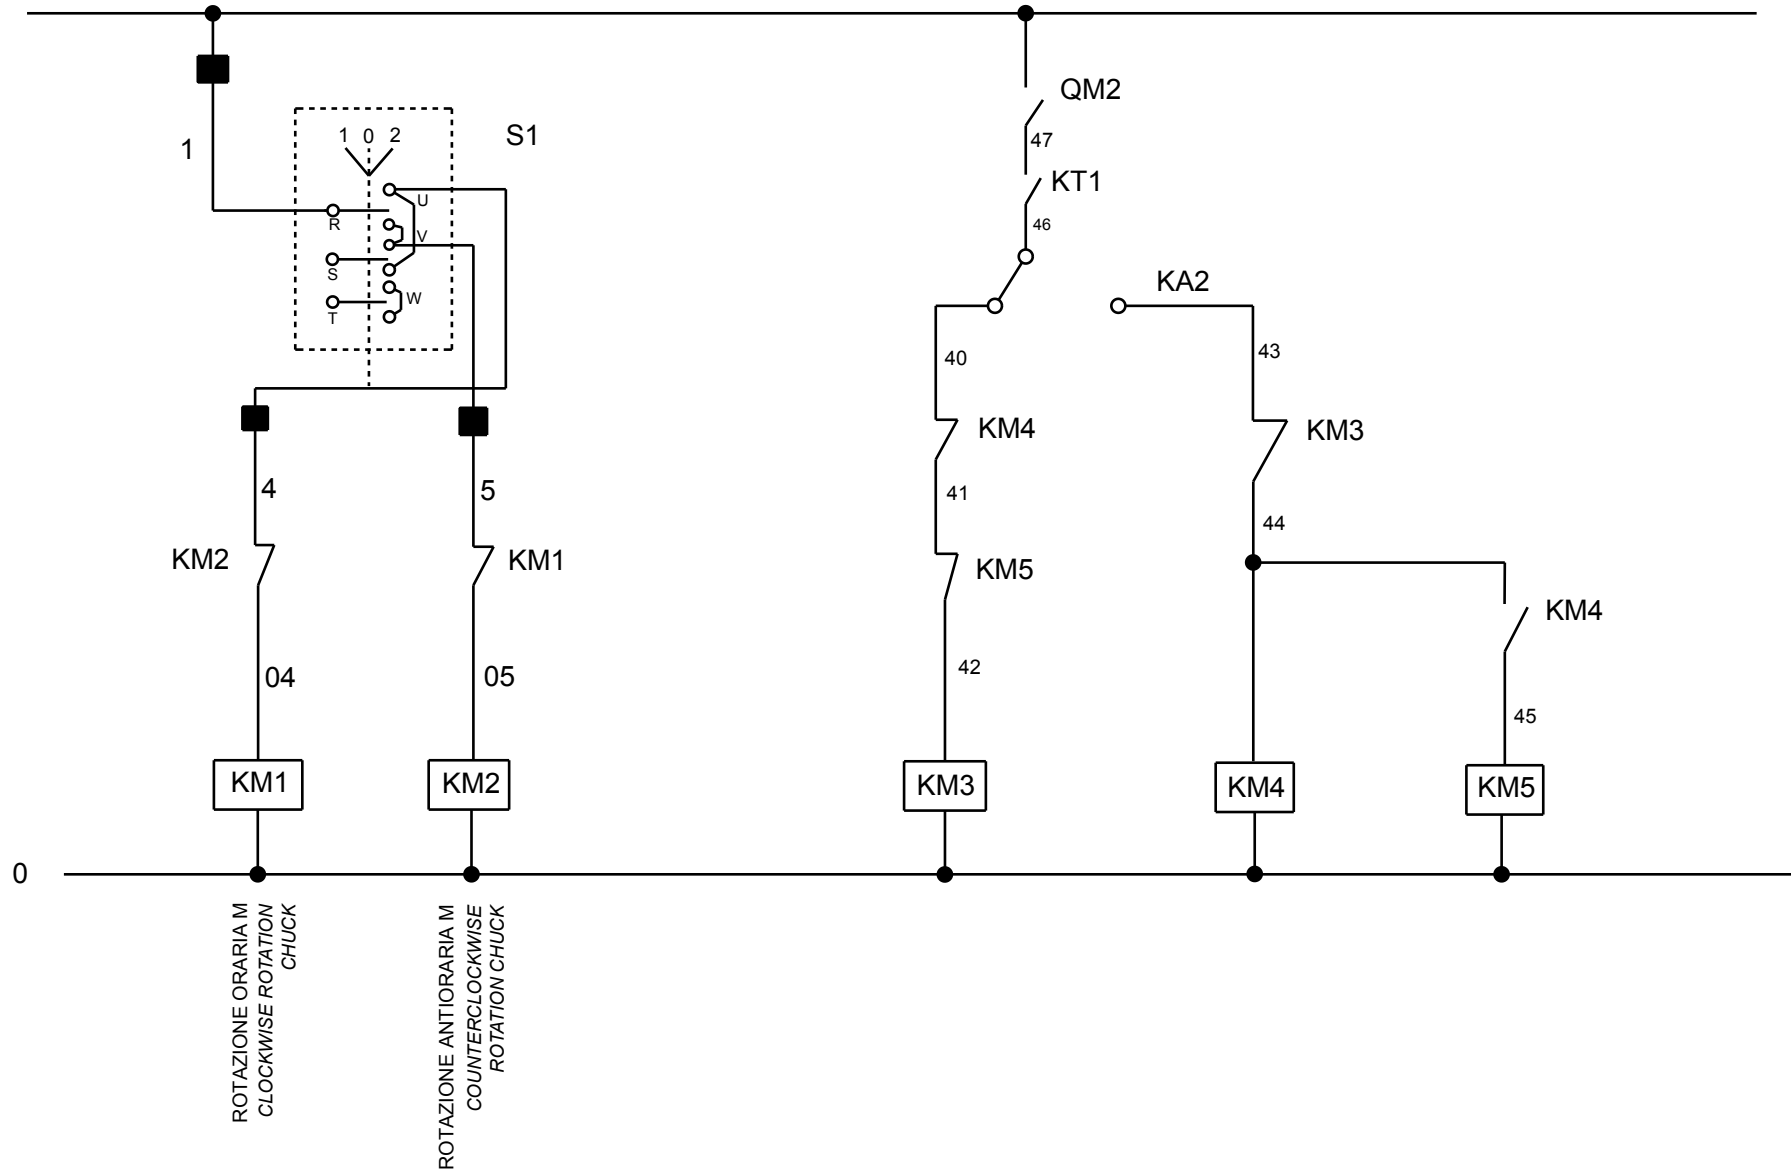 QM2
S1
1 0 2
1
47
KT1
U
R
46
V
S
KA2
W
T
40
43
KM4
KM3
4
5
41
44
KM2
KM1
KM5
KM4
42
04
05
45
KM1
KM2
KM3
KM4
KM5
0
ROTAZIONE ORARIA M
CLOCKWISE ROTATION
CHUCK
ROTAZIONE ANTIORARIA M
COUNTERCLOCKWISE
ROTATION CHUCK